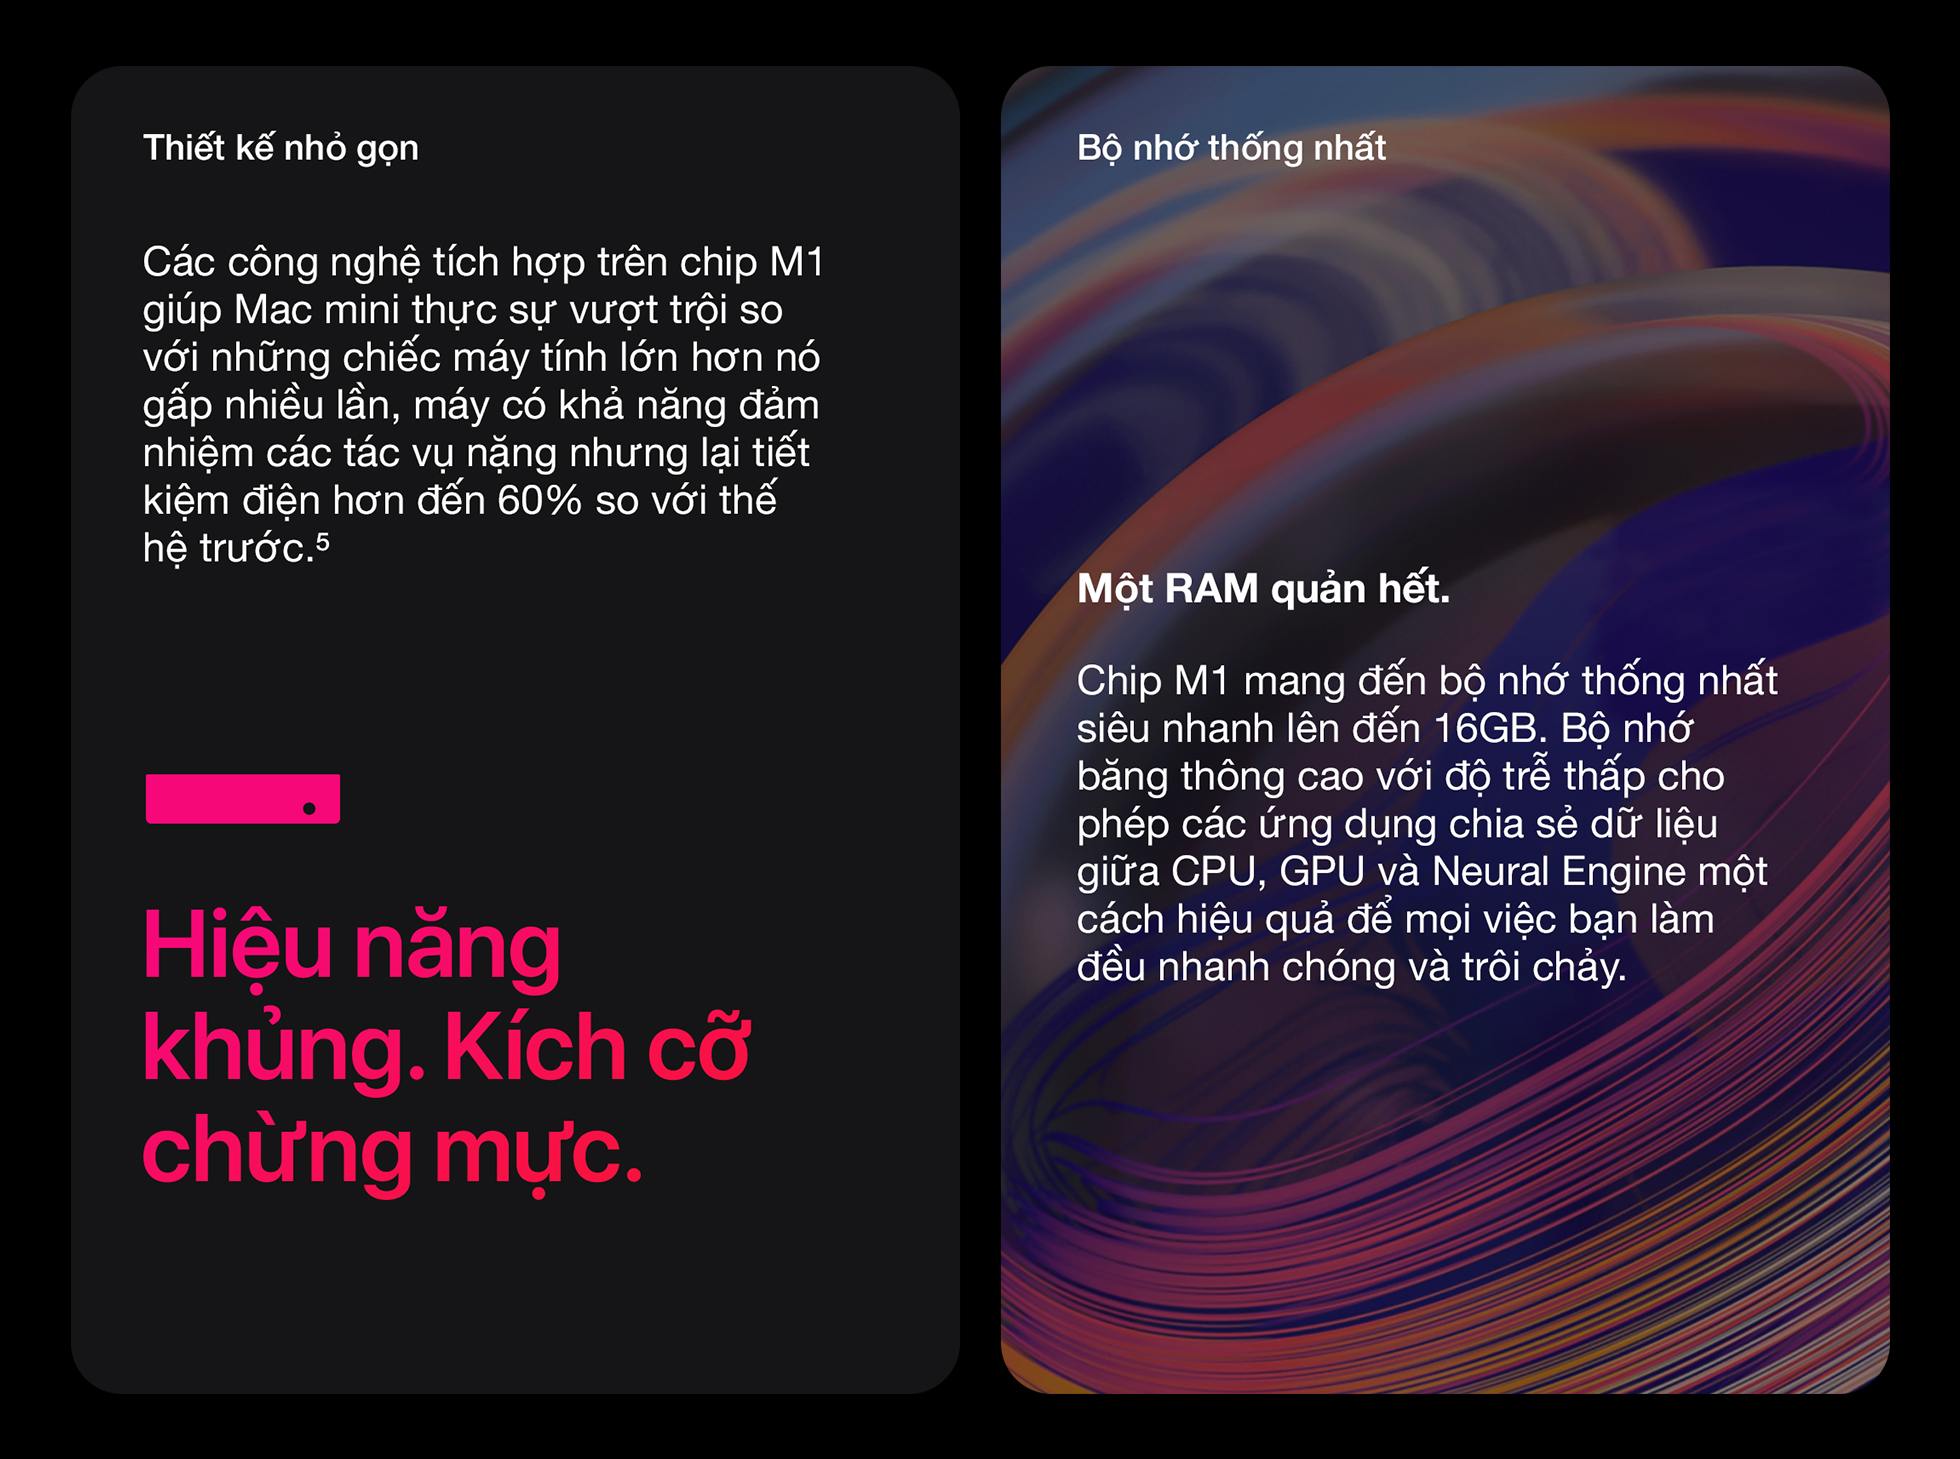 Thiết kế nhỏ gọn
Các công nghệ tích hợp trên chip M1
giúp Mac mini thực sự vượt trội so
với những chiếc máy tính lớn hơn nó
gấp nhiều lần, máy có khả năng đảm
nhiệm các tác vụ nặng nhưng lại tiết
kiệm điện hơn đến 60% so với thế
hệ trước.⁵
Hiệu năng
khủng. Kích cỡ
chừng mực.
Bộ nhớ thống nhất
Một RAM quản hết.
Chip M1 mang đến bộ nhớ thống nhất
siêu nhanh lên đến 16GB. Bộ nhớ
băng thông cao với độ trễ thấp cho
phép các ứng dụng chia sẻ dữ liệu
giữa CPU, GPU và Neural Engine một
cách hiệu quả để mọi việc bạn làm
đều nhanh chóng và trôi chảy.